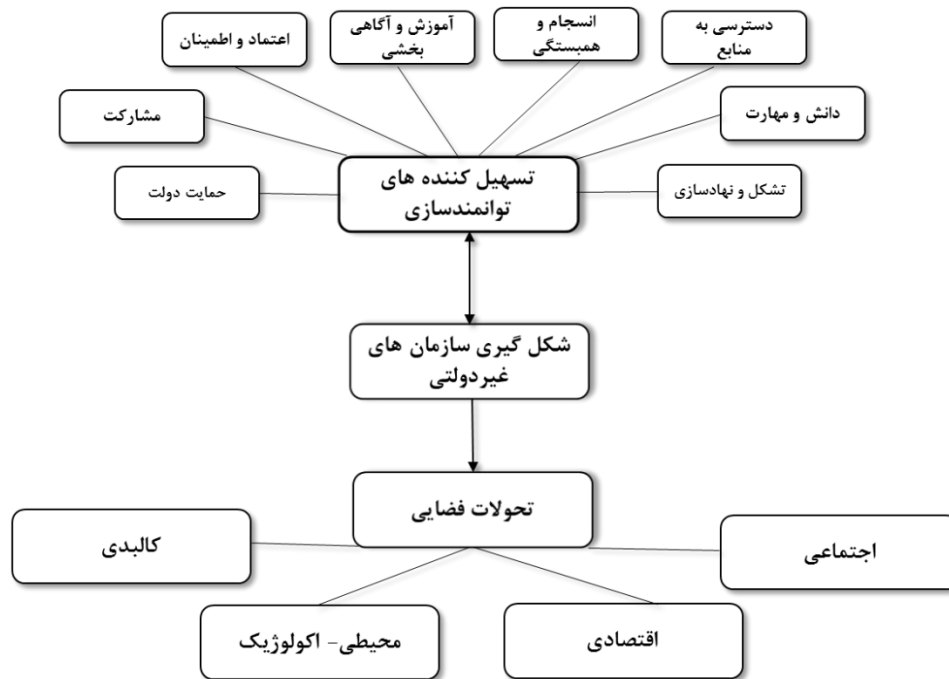 دسترسی به
منابع
انسجام و
همبستگی
آموزش و آگاهی
بخشی
اعتماد و اطمینان
دانش و مهارت
مشارکت
تشکل و نهادسازی
حمایت دولت
تسهیل کننده های
توانمندسازی
شکل گیری سازمان های
غیردولتی
تحولات فضایی
اجتماعی
کالبدی
اقتصادی
محیطی- اکولوژیک